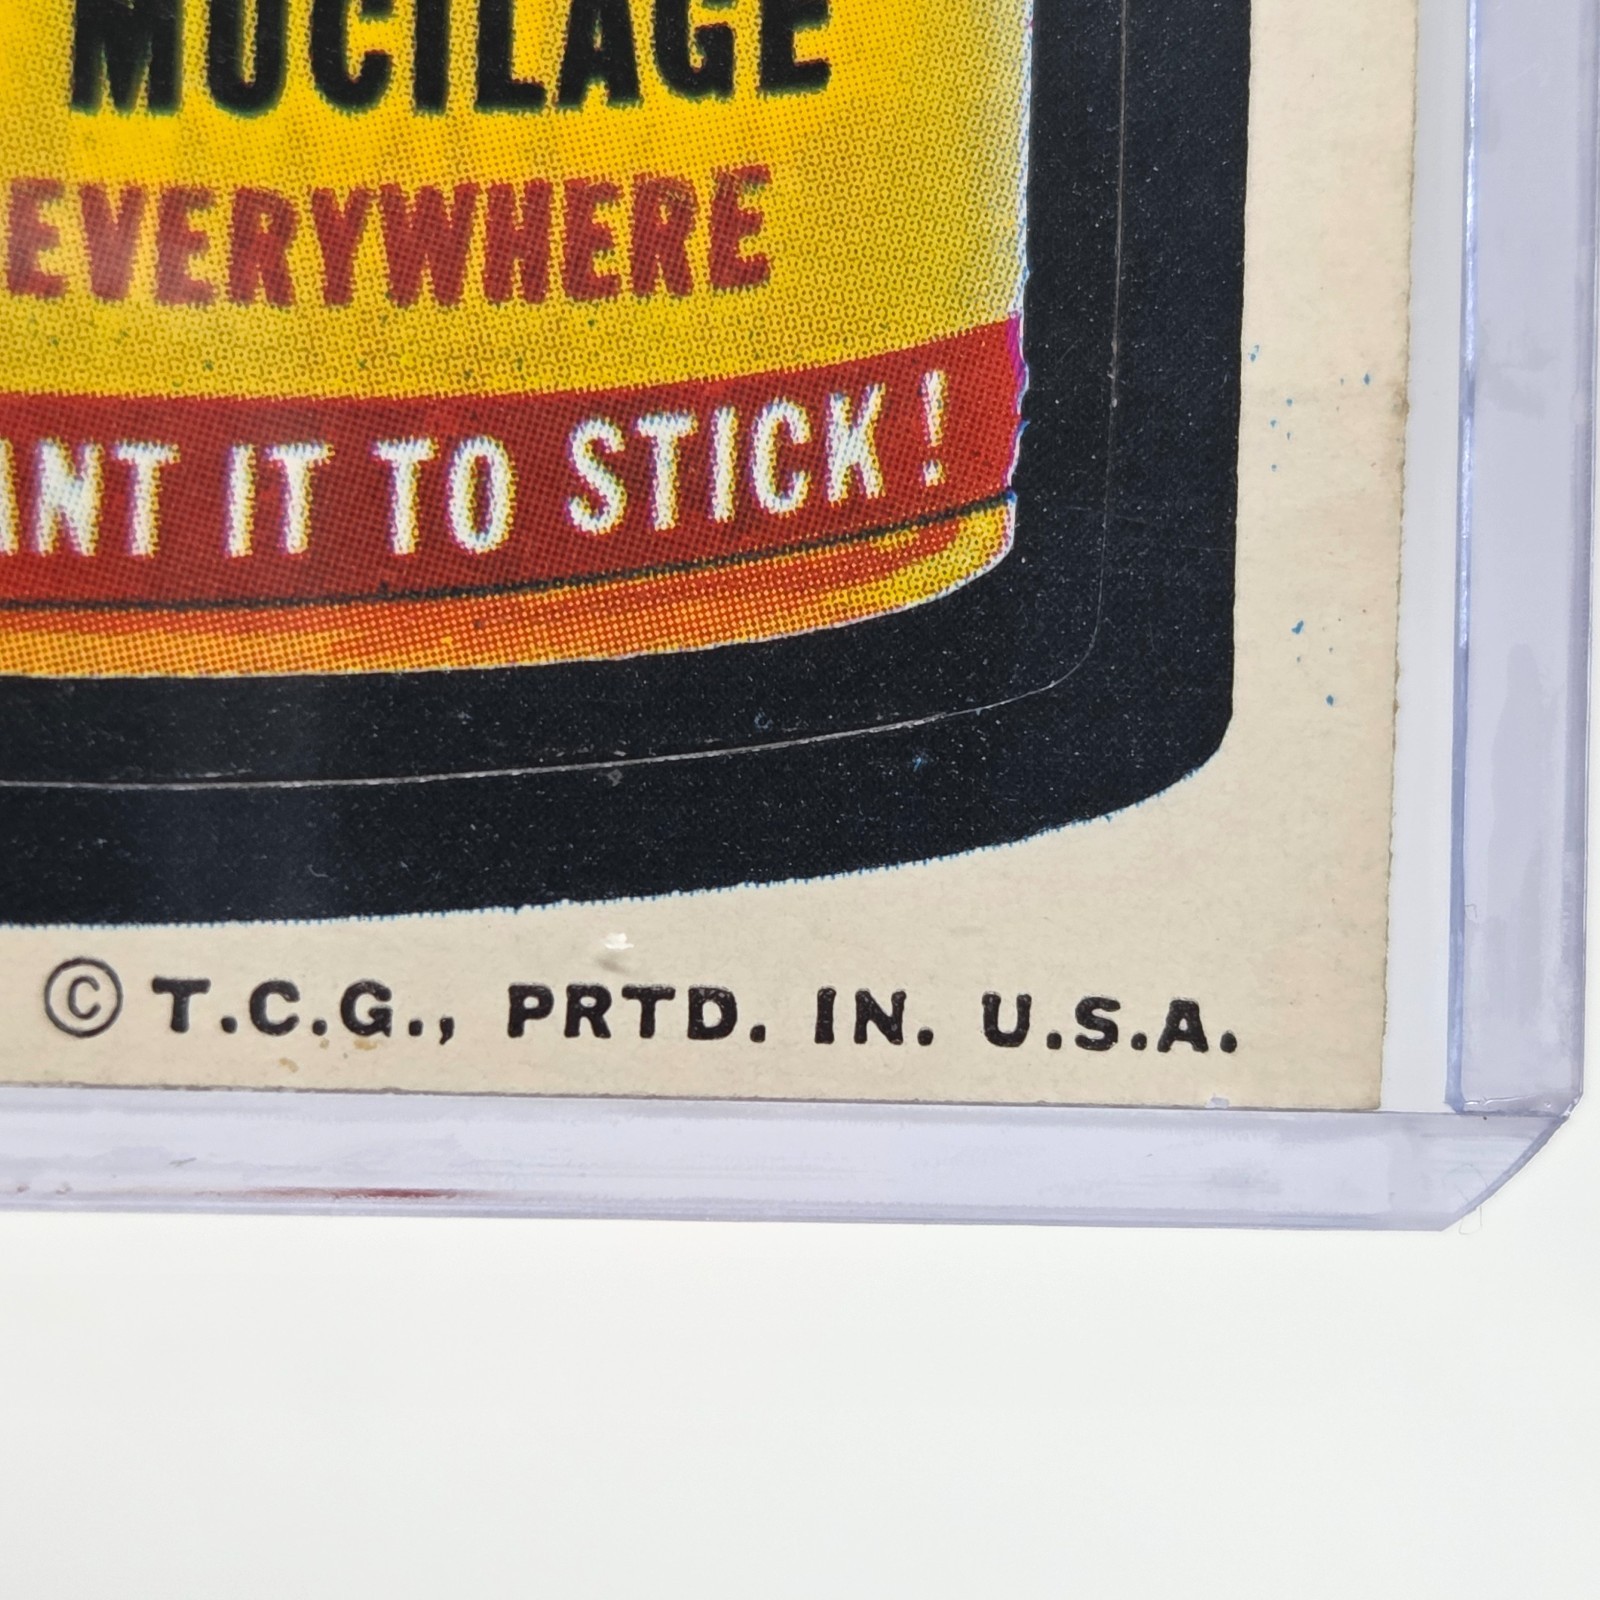 MUCILAGE
EVERYWHERE
ANT IT TO STICK!
© T.C.G., PRTD. IN. U.S.A.